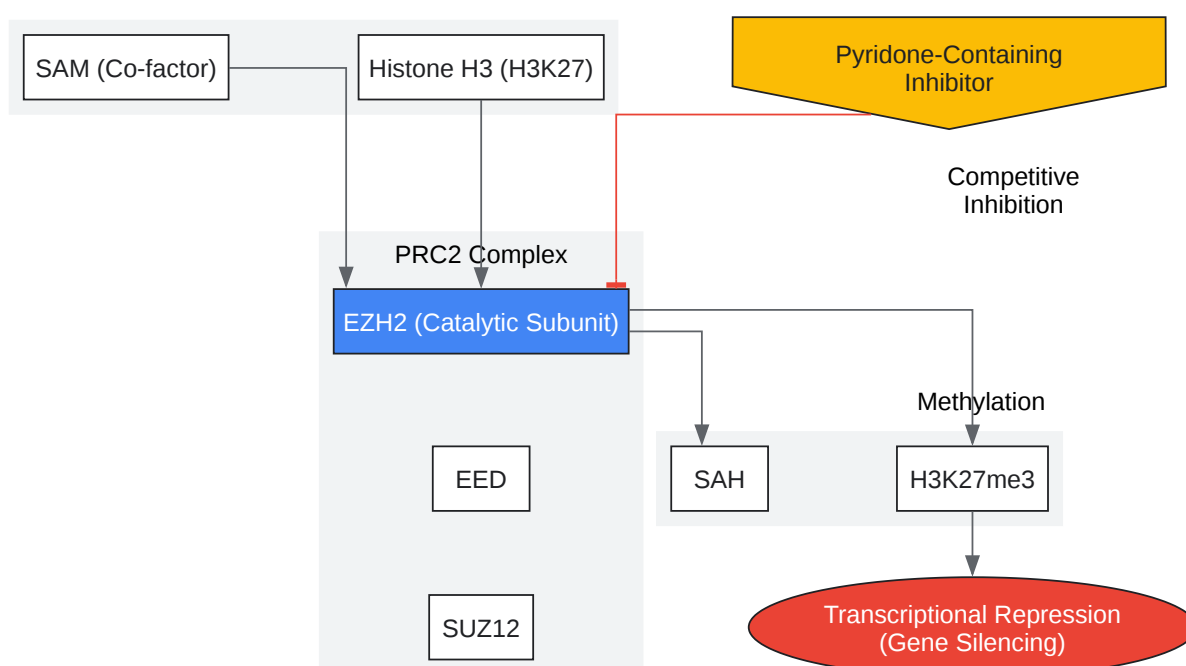 SAM (Co-factor)
Histone H3 (H3K27)
Pyridone-Containing
Inhibitor
Competitive
Inhibition
PRC2 Complex
EZH2 (Catalytic Subunit)
Methylation
EED
SAH
H3K27me3
SUZ12
Transcriptional Repression
(Gene Silencing)